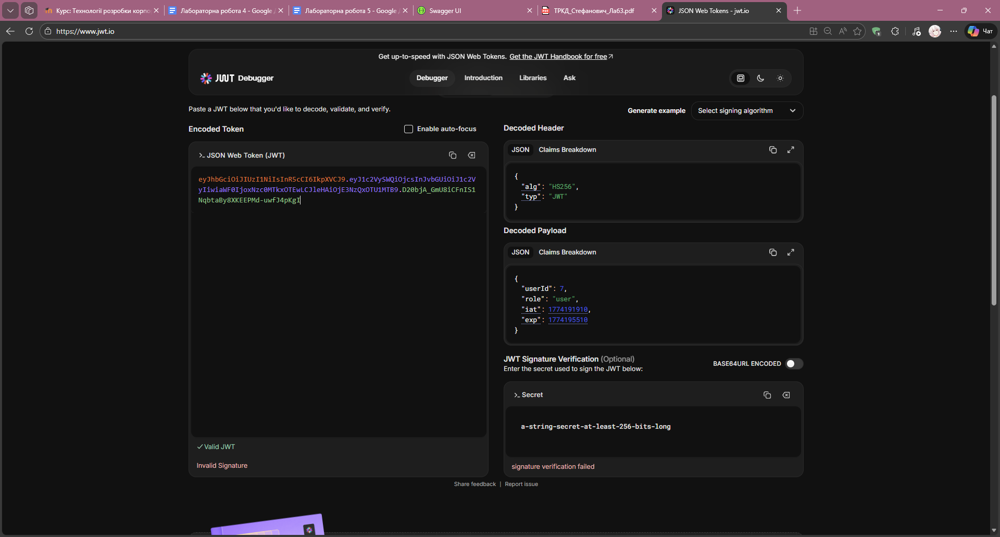 Курс: Технології розробки корпо
Лабораторна робота 4 - Google
Лабораторна робота 5 - Google
Swagger UI
ТРКД_Стефанович_Лаб3.pdf
JSON Web Tokens - jwt.io
https://www.jwt.io
1
Чат
Get up-to-speed with JSON Web Tokens. Get the JWT Handbook for free
JWT Debugger
Debugger
Introduction
Libraries
Ask
Paste a JWT below that you'd like to decode, validate, and verify.
Generate example
Select signing algorithm
Encoded Token
Enable auto-focus
JSON Web Token (JWT)
eyJhbGciOiJIUzI1NiIsInR5cCI6IkpXVCJ9.eyJ1c2VySWQiOjcsInJvbGUiOiJ1c2V
yIiwiaWF0IjoxNzc0MTkxOTEwLCJleHAiOjE3NzQxOTU1MTB9.D20bjA_GmU8iCFnIS1
NqbtaBy8XKEEPMd-uwfJ4pKgI
Valid JWT
Invalid Signature
Decoded Header
JSON
Claims Breakdown
{
"alg": "HS256",
"typ": "JWT"
}
Decoded Payload
JSON
Claims Breakdown
{
"userId": 7,
"role": "user",
"iat": 1774191910,
"exp": 1774195510
}
JWT Signature Verification (Optional)
Enter the secret used to sign the JWT below:
BASE64URL ENCODED
Secret
a-string-secret-at-least-256-bits-long
signature verification failed
Share feedback | Report issue